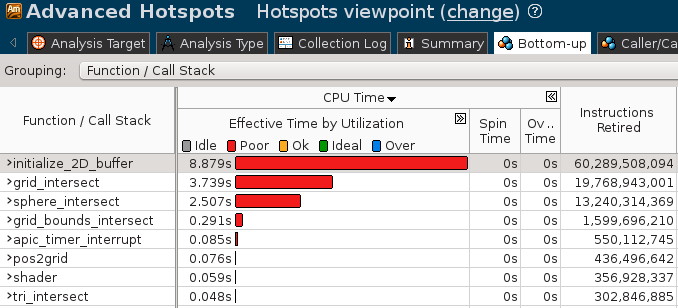 Am Advanced Hotspots Hotspots viewpoint (change) ?
Analysis Target Analysis Type Collection Log Summary Bottom-up Caller/Ca
Grouping: Function / Call Stack
Function / Call Stack
CPU Time
Effective Time by Utilization
Idle Poor Ok Ideal Over
Spin Time
Ov.. Time
Instructions Retired
>initialize_2D_buffer 8.879s 0s 0s 60,289,508,094
>grid_intersect 3.739s 0s 0s 19,768,943,001
>sphere_intersect 2.507s 0s 0s 13,240,314,369
>grid_bounds_intersect 0.291s 0s 0s 1,599,696,210
>apic_timer_interrupt 0.085s 0s 0s 550,112,745
>pos2grid 0.076s 0s 0s 436,496,642
>shader 0.059s 0s 0s 356,928,337
>tri_intersect 0.048s 0s 0s 302,846,885